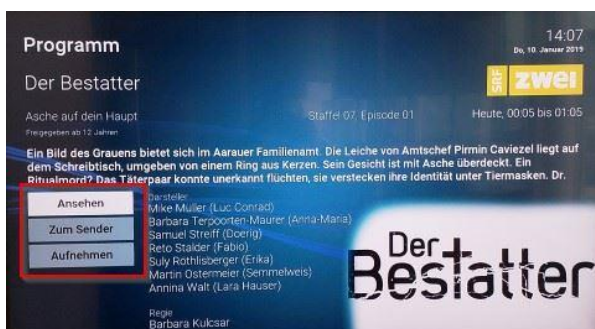 Programm
14:07
Do, 10. Januar 2019
Der Bestatter
SRF zwei
Asche auf dein Haupt
Staffel 07, Episode 01
Heute, 00:05 bis 01:05
Freigegeben ab 12 Jahren
Ein Bild des Grauens bietet sich im Aarauer Familienamt. Die Leiche von Amtschef Pirmin Caviezel liegt auf
dem Schreibtisch, umgeben von einem Ring aus Kerzen. Sein Gesicht ist mit Asche überdeckt. Ein
Ritualmord? Das Täterpaar konnte unerkannt flüchten, sie verstecken ihre Identität unter Tiermasken. Dr.
Ansehen
Zum Sender
Aufnehmen
Darsteller
Mike Müller (Luc Conrad)
Barbara Terpoorten-Maurer (Anna-Maria)
Samuel Streiff (Doerig)
Reto Stalder (Fabio)
Suly Röthlisberger (Erika)
Martin Ostermeier (Semmelweis)
Annina Walt (Lara Hauser)
Regie
Barbara Kulcsar
Der
Bestatter